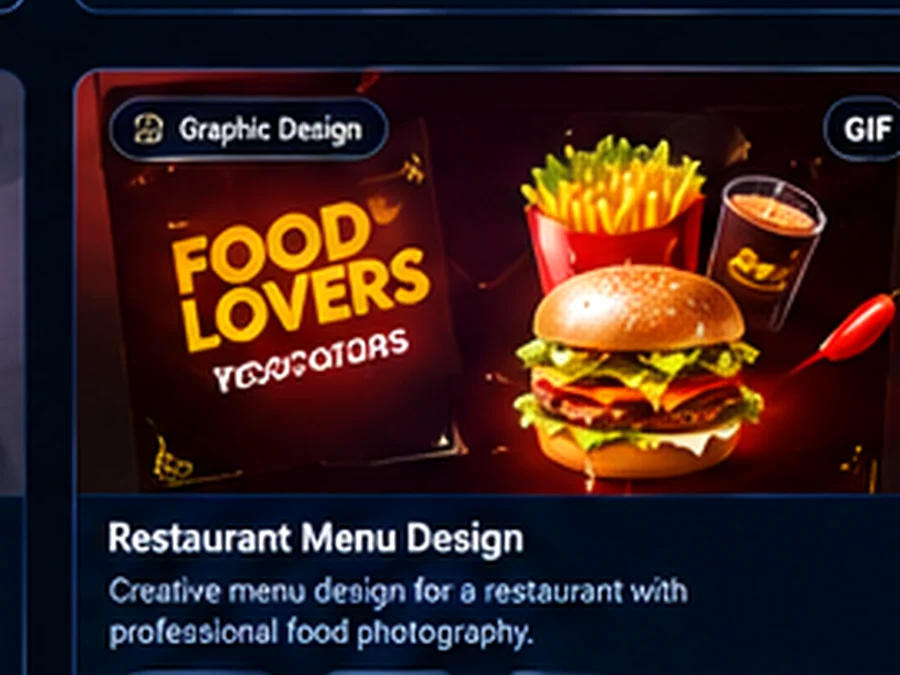 Graphic Design
GIF
FOOD
LOVERS
Restaurant Menu Design
Creative menu design for a restaurant with
professional food photography.